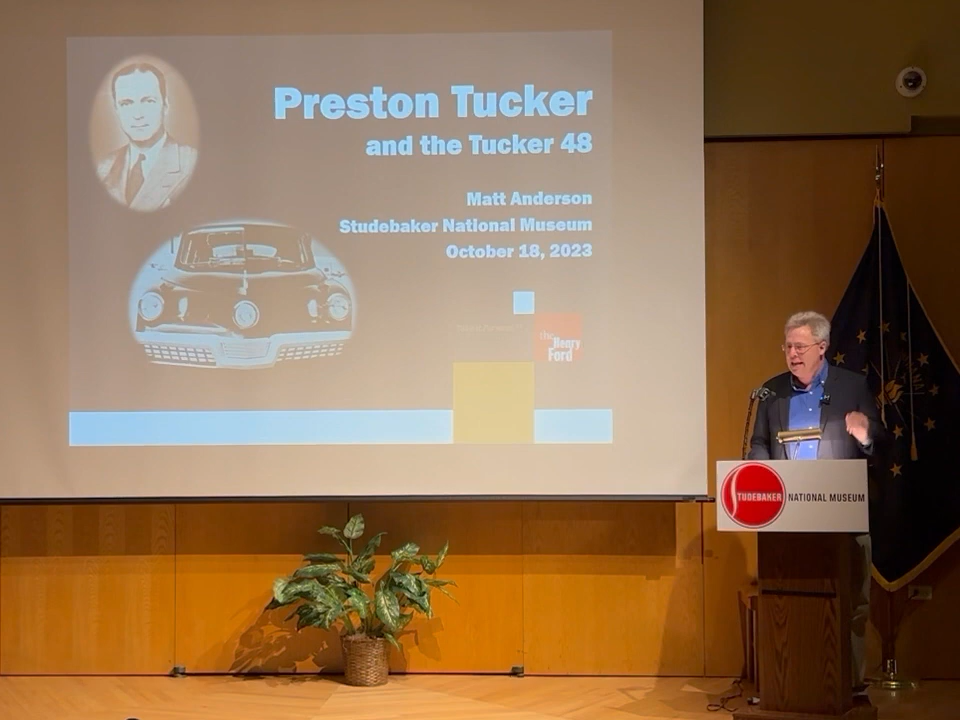 Preston Tucker
and the Tucker 48
Matt Anderson
Studebaker National Museum
October 18, 2023
the
Henry
Ford
STUDEBAKER NATIONAL MUSEUM